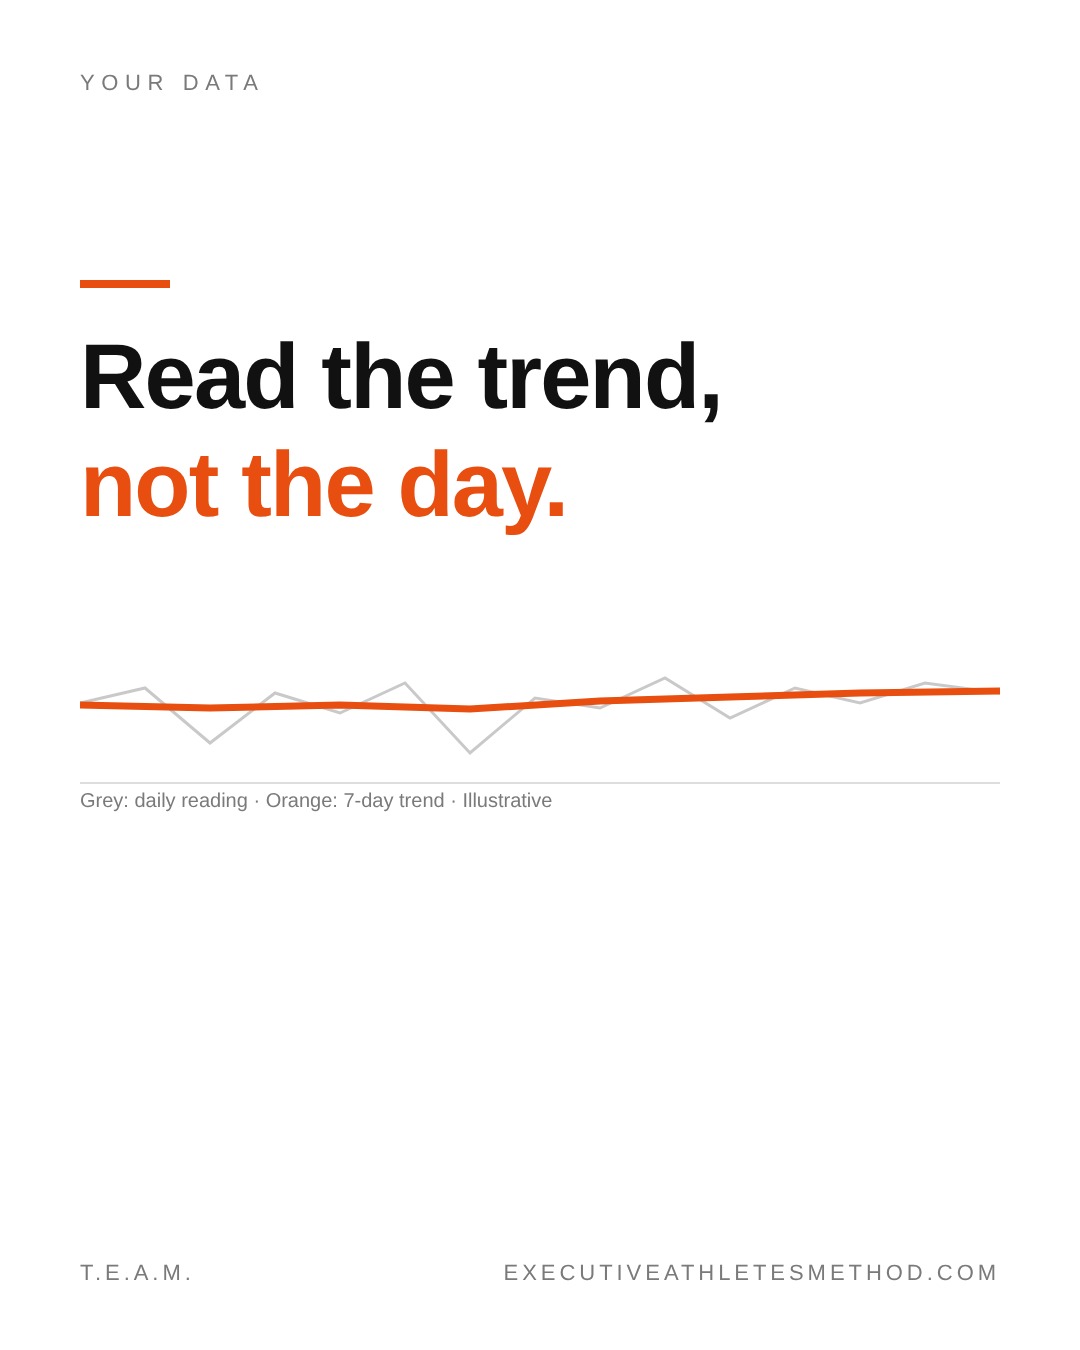 YOUR DATA
Read the trend,
not the day.
Grey: daily reading · Orange: 7-day trend · Illustrative
T.E.A.M.
EXECUTIVEATHLETESMETHOD.COM